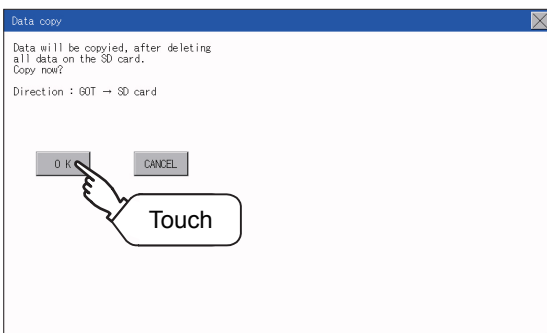 Data copy
Data will be copyied, after deleting
all data on the SD card.
Copy now?
Direction : GOT → SD card
O K
CANCEL
Touch